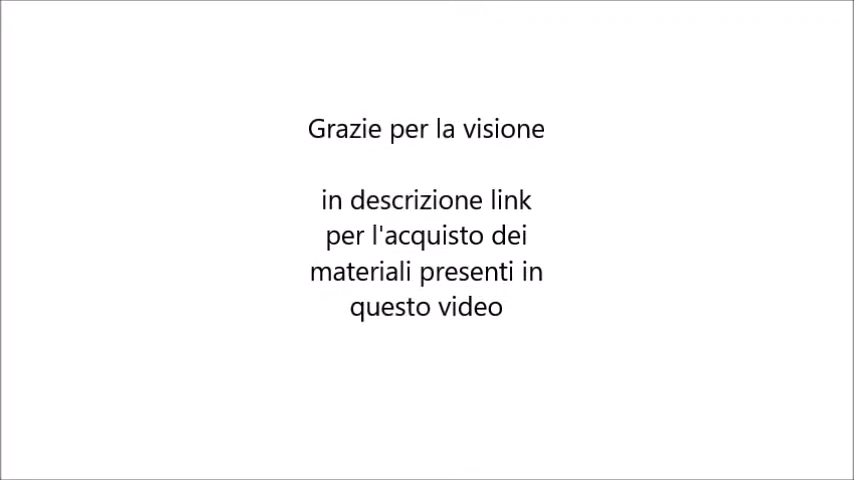 Grazie per la visione
in descrizione link
per l'acquisto dei
materiali presenti in
questo video